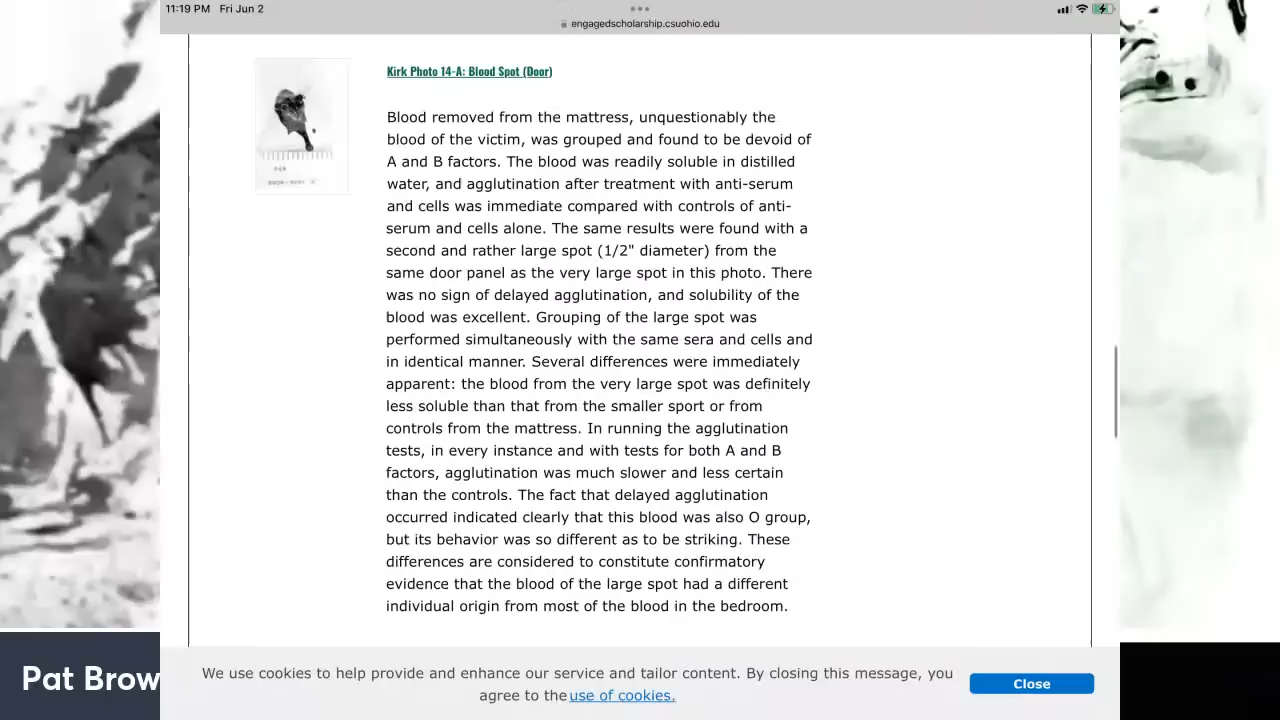 11:19 PM Fri Jun 2
engagedscholarship.csuohio.edu
Kirk Photo 14-A: Blood Spot (Door)
Blood removed from the mattress, unquestionably the
blood of the victim, was grouped and found to be devoid of
A and B factors. The blood was readily soluble in distilled
water, and agglutination after treatment with anti-serum
and cells was immediate compared with controls of anti-
serum and cells alone. The same results were found with a
second and rather large spot (1/2" diameter) from the
same door panel as the very large spot in this photo. There
was no sign of delayed agglutination, and solubility of the
blood was excellent. Grouping of the large spot was
performed simultaneously with the same sera and cells and
in identical manner. Several differences were immediately
apparent: the blood from the very large spot was definitely
less soluble than that from the smaller sport or from
controls from the mattress. In running the agglutination
tests, in every instance and with tests for both A and B
factors, agglutination was much slower and less certain
than the controls. The fact that delayed agglutination
occurred indicated clearly that this blood was also O group,
but its behavior was so different as to be striking. These
differences are considered to constitute confirmatory
evidence that the blood of the large spot had a different
individual origin from most of the blood in the bedroom.
We use cookies to help provide and enhance our service and tailor content. By closing this message, you
agree to the use of cookies.
Close
Pat Brow